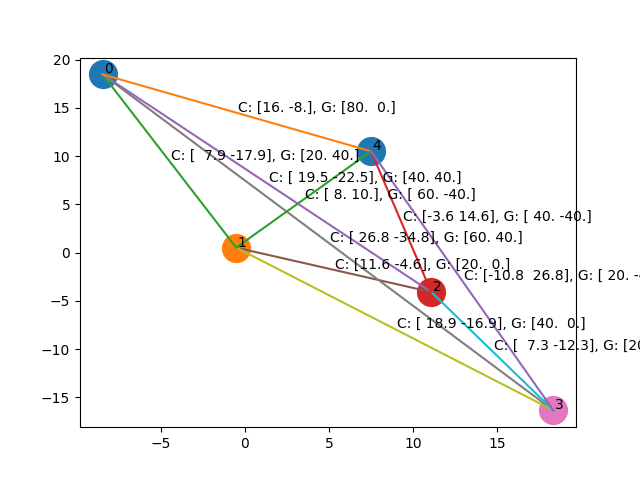 20
15
10
5
0
−5
−10
−15
−5
0
5
10
15
0
4
1
2
3
C: [16. -8.], G: [80.  0.]
C: [  7.9 -17.9], G: [20. 40.]
C: [ 19.5 -22.5], G: [40. 40.]
C: [ 8. 10.], G: [ 60. -40.]
C: [-3.6 14.6], G: [ 40. -40.]
C: [ 26.8 -34.8], G: [60. 40.]
C: [11.6 -4.6], G: [20.  0.]
C: [-10.8  26.8], G: [ 20. -
C: [ 18.9 -16.9], G: [40.  0.]
C: [  7.3 -12.3], G: [20